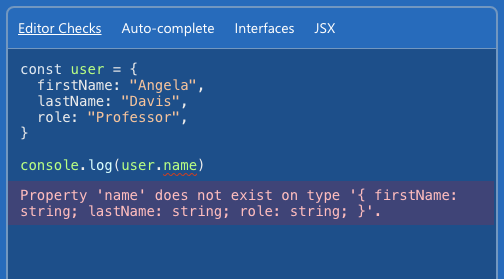 Editor Checks Auto-complete Interfaces JSX
const user = {
  firstName: "Angela",
  lastName: "Davis",
  role: "Professor",
}
console.log(user.name)
Property 'name' does not exist on type '{ firstName:
string; lastName: string; role: string; }'.